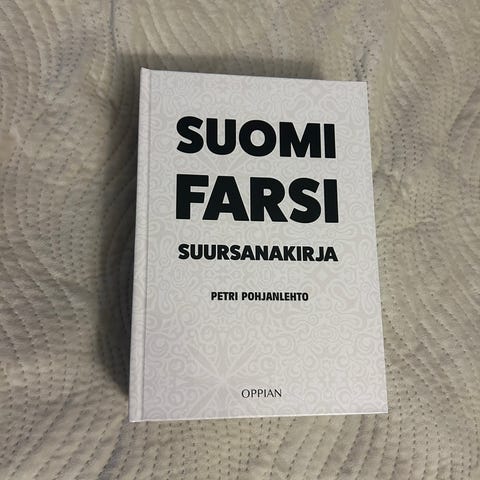 SUOMI
FARSI
SUURSANAKIRJA
PETRI POHJANLEHTO
OPPIAN